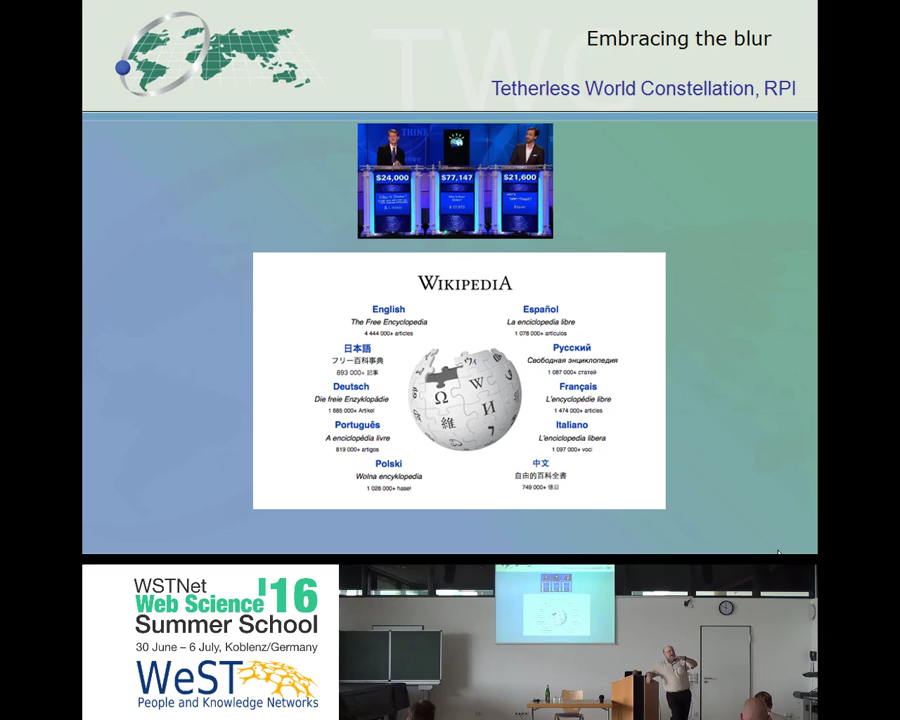 Embracing the blur
TWC
Tetherless World Constellation, RPI
THINK
$24,000
$77,147
$21,600
WIKIPEDIA
English
The Free Encyclopedia
4 444 000+ articles
Español
La enciclopedia libre
1 078 000+ artículos
日本語
フリー百科事典
893 000+ 記事
Русский
Свободная энциклопедия
1 087 000+ статей
Deutsch
Die freie Enzyklopädie
1 685 000+ Artikel
Français
L'encyclopédie libre
1 474 000+ articles
Português
A enciclopédia livre
819 000+ artigos
Italiano
L'enciclopedia libera
1 097 000+ voci
Polski
Wolna encyklopedia
1 028 000+ haseł
中文
自由的百科全書
749 000+ 條目
Ω
W
И
維
WSTNet
Web Science '16
Summer School
30 June – 6 July, Koblenz/Germany
WeST
People and Knowledge Networks